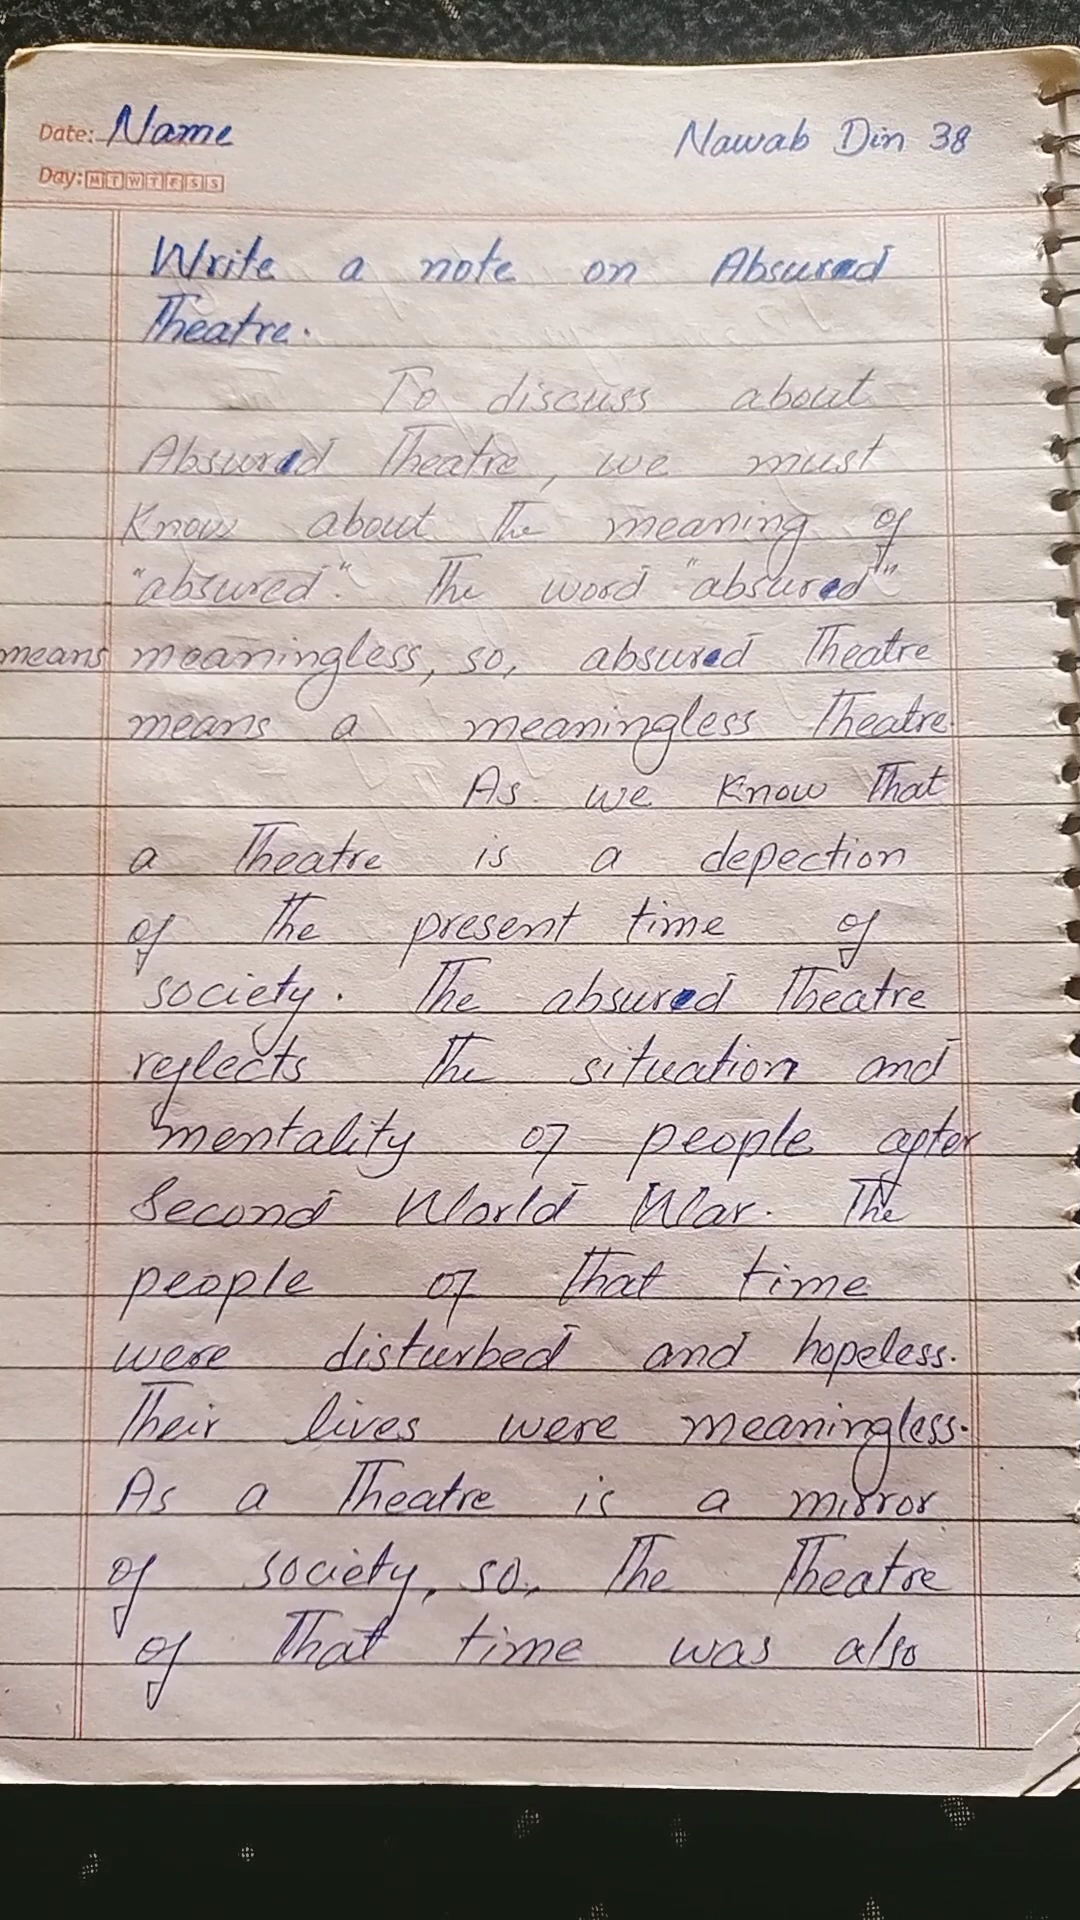 Date: Name Nawab Din 38
Day: M T W T F S S
Write a note on Absured
Theatre.
To discuss about
Absured Theatre, we must
Know about the meaning of
"absured". The word "absured"
means meaningless, so, absured Theatre
means a meaningless Theatre.
As we Know That
a Theatre is a depection
of the present time of
society. The absured Theatre
reflects The situation and
mentality of people after
Second World War. The
people of That time
were disturbed and hopeless.
Their lives were meaningless.
As a Theatre is a mirror
of society, so, The Theatre
of That time was also